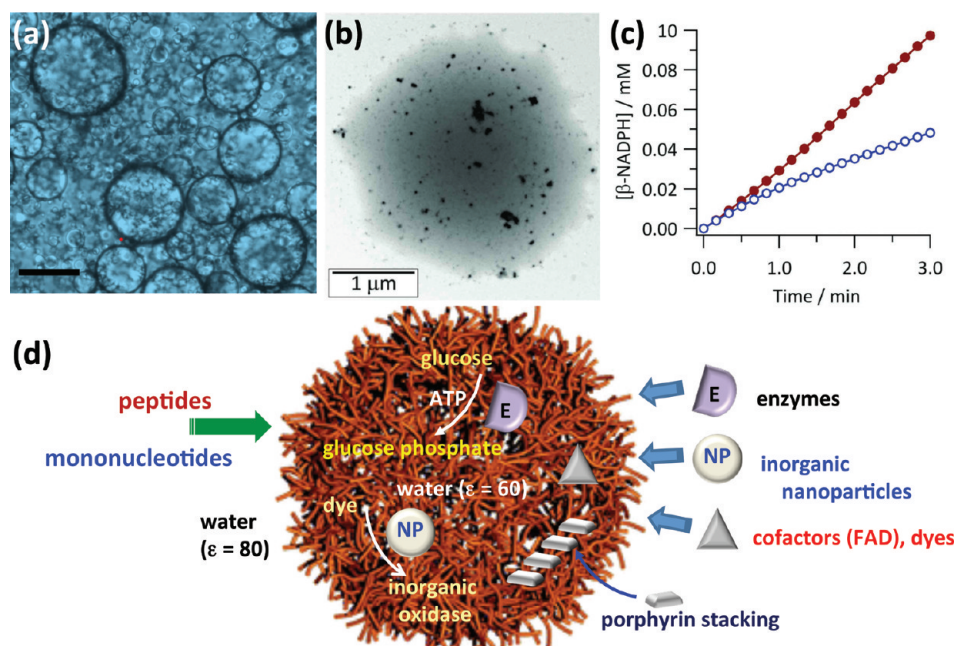 (a)
(b)
1 μm
(c)
10
0.08
0.06
0.04
0.02
0.00
[β-NADPH] / mM
0.0
1.0
2.0
3.0
Time / min
(d)
peptides
mononucleotides
water
(ε = 80)
glucose
ATP
E
glucose phosphate
water (ε = 60)
dye
NP
inorganic
oxidase
E
enzymes
NP
inorganic
nanoparticles
cofactors (FAD), dyes
porphyrin stacking